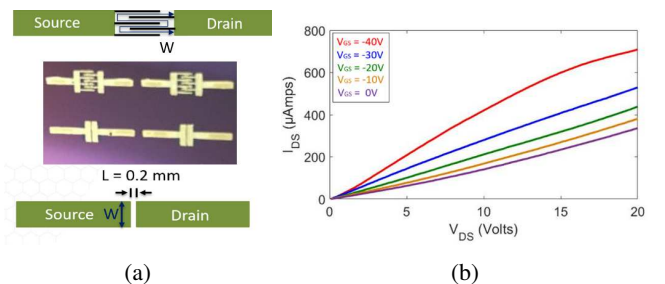 Source
Drain
W
L = 0.2 mm
Source
W
Drain
(a)
V_GS = -40V
V_GS = -30V
V_GS = -20V
V_GS = -10V
V_GS = 0V
I_DS (µAmps)
800
600
400
200
0
0
5
10
15
20
V_DS (Volts)
(b)